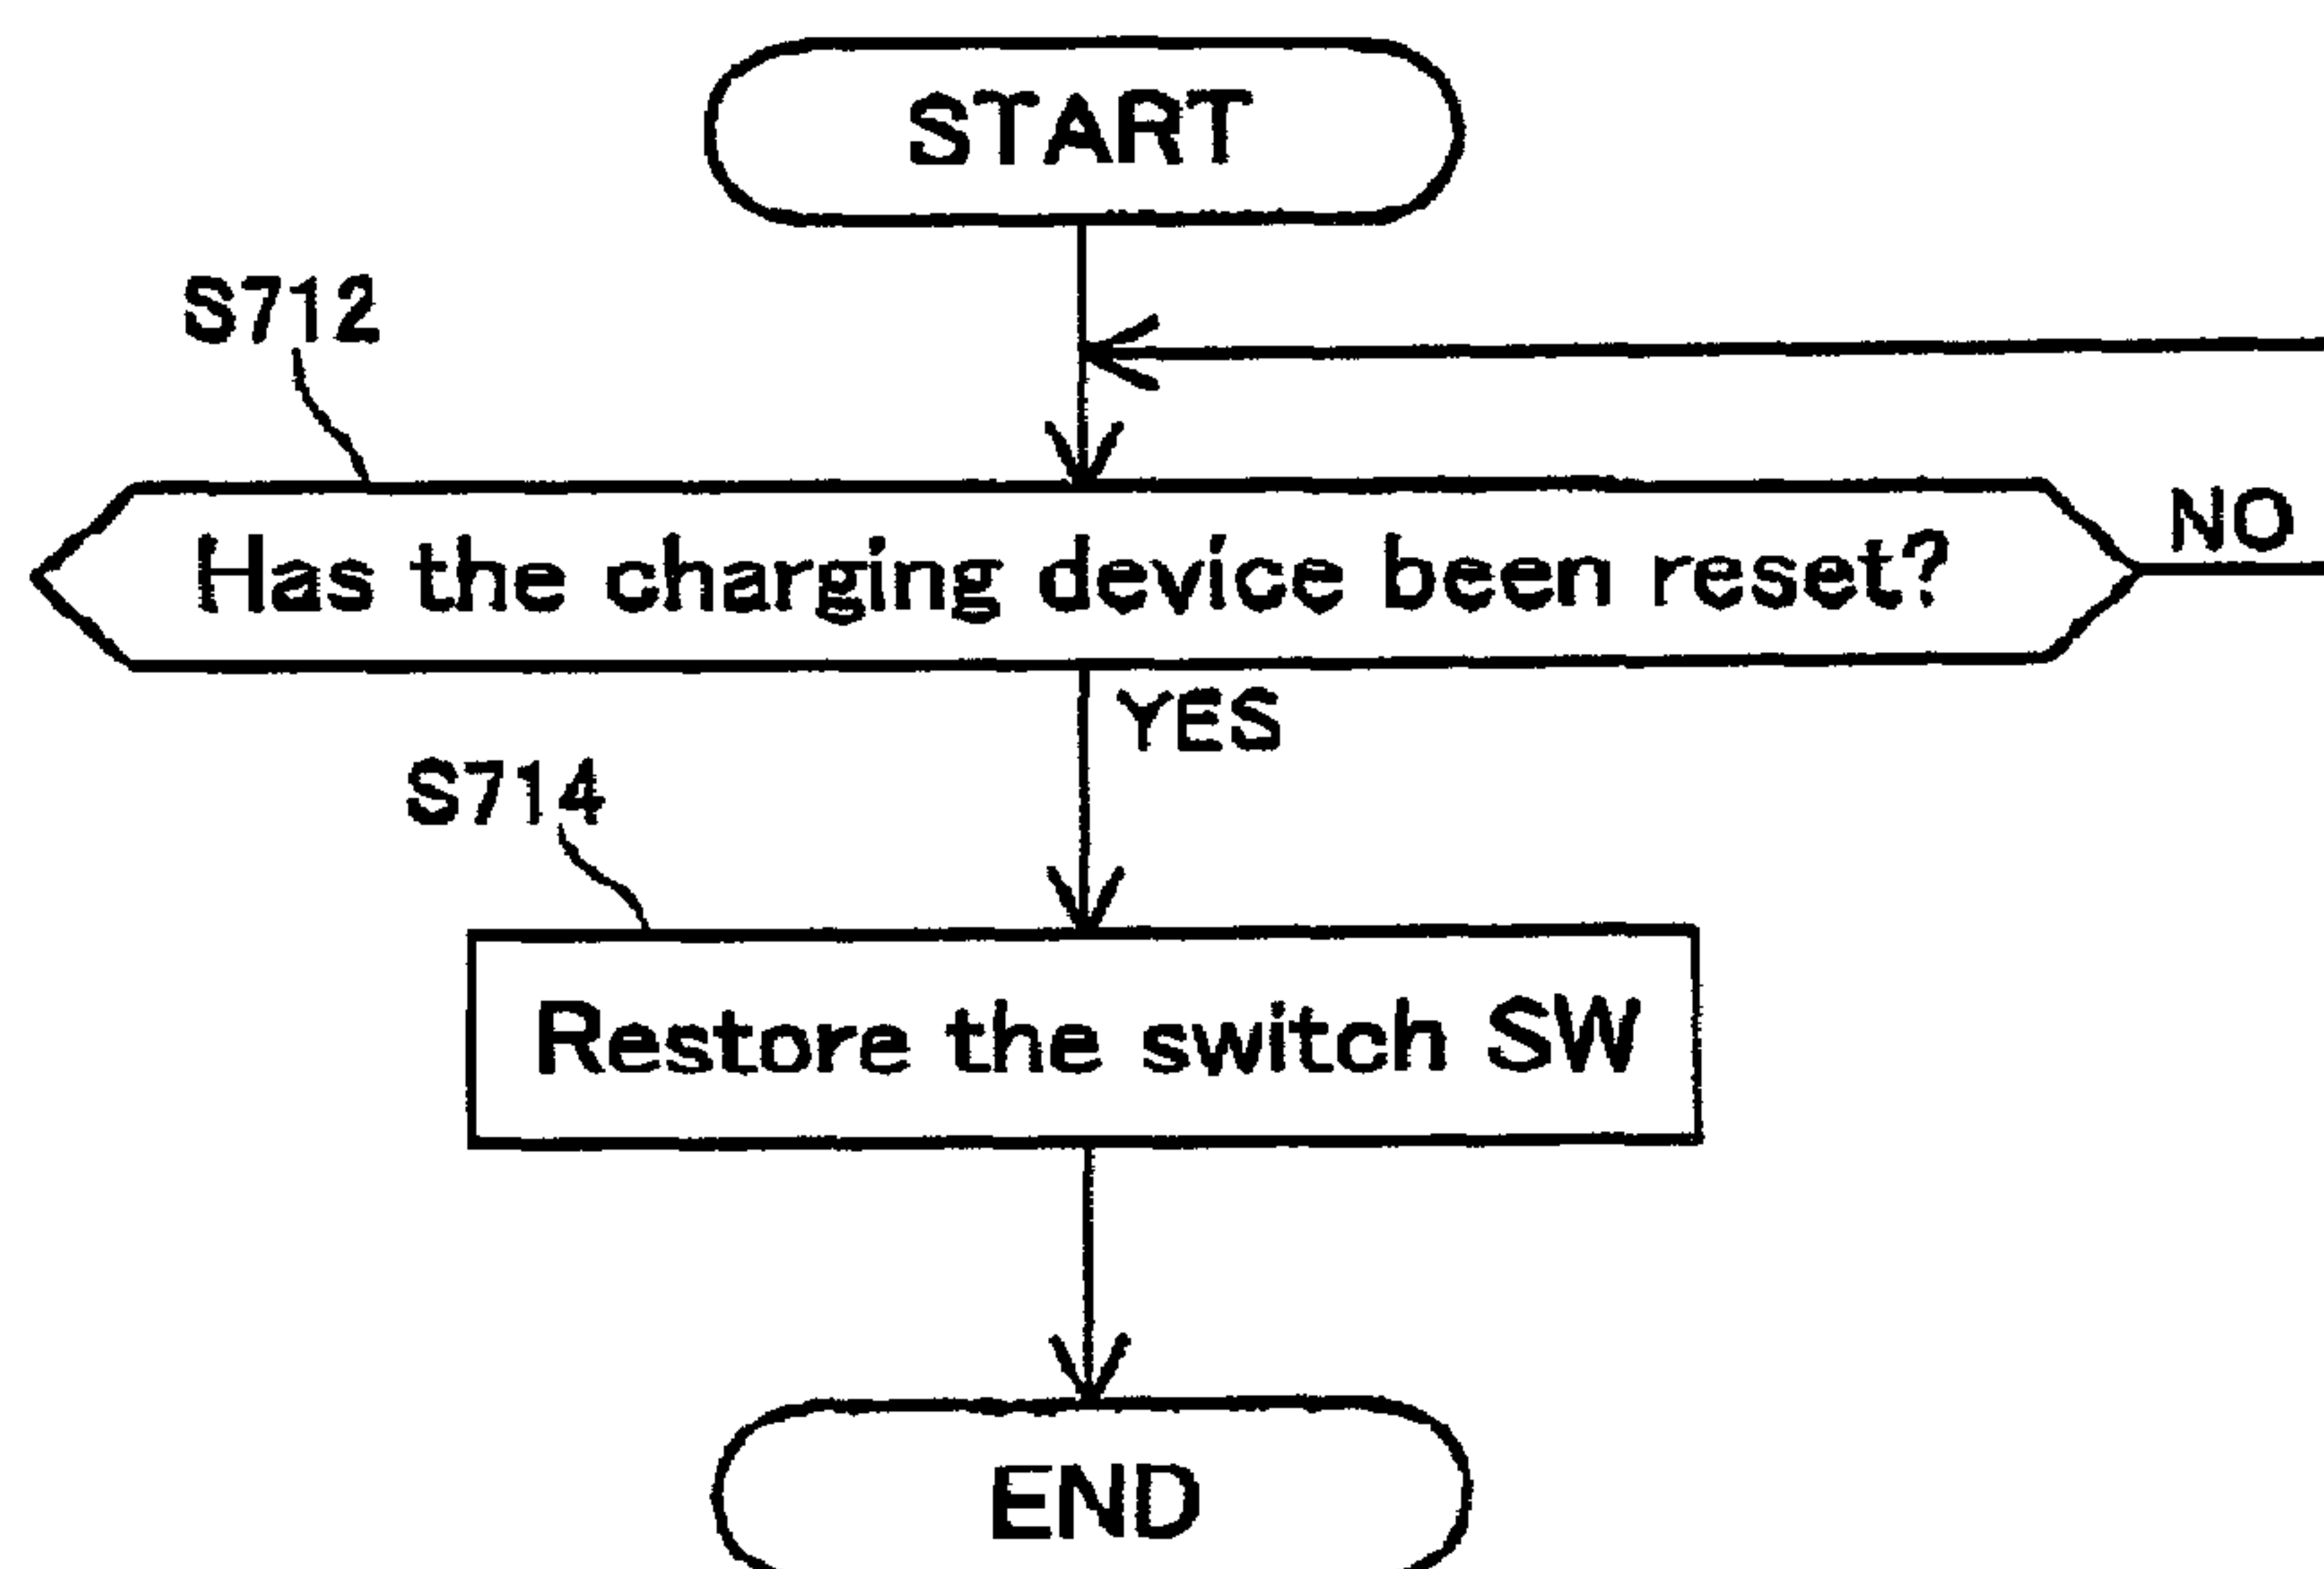 START
S712
Has the charging device been reset?
NO
YES
S714
Restore the switch SW
END